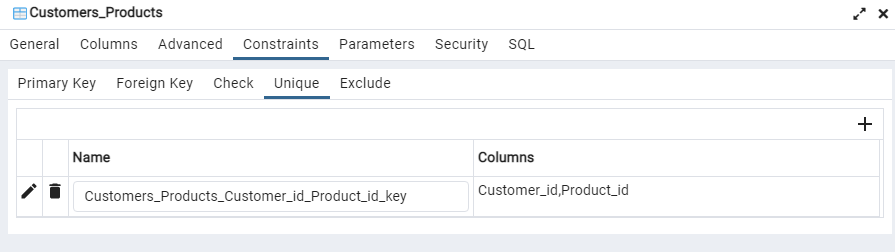 Customers_Products
General Columns Advanced Constraints Parameters Security SQL
Primary Key Foreign Key Check Unique Exclude
Name Columns
Customers_Products_Customer_id_Product_id_key Customer_id,Product_id